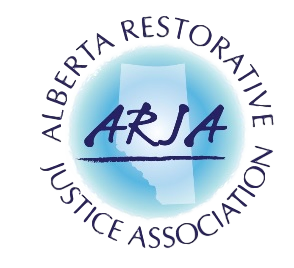 ALBERTA RESTORATIVE
ARJA
JUSTICE ASSOCIATION